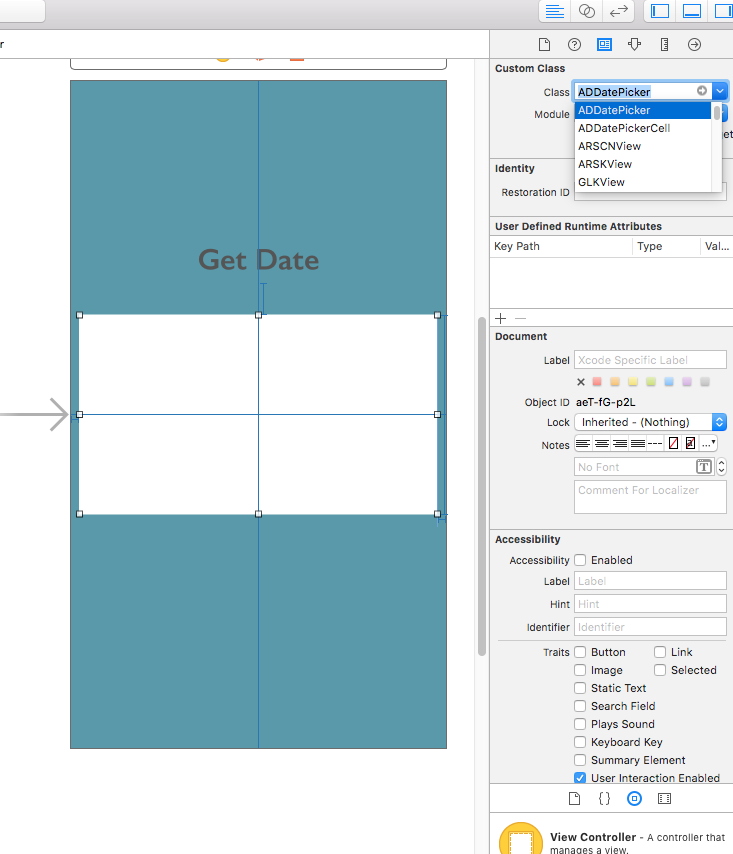 r
Custom Class
Class ADDatePicker
ADDatePicker
Module
ADDatePickerCell
et
ARSCNView
Identity
ARSKView
Restoration ID
GLKView
User Defined Runtime Attributes
Key Path Type Val...
Get Date
Document
Label Xcode Specific Label
Object ID aeT-fG-p2L
Lock Inherited - (Nothing)
Notes ---- ...
No Font T
Comment For Localizer
Accessibility
Accessibility Enabled
Label Label
Hint Hint
Identifier Identifier
Traits Button Link
Image Selected
Static Text
Search Field
Plays Sound
Keyboard Key
Summary Element
User Interaction Enabled
{ }
View Controller - A controller that
manages a view.